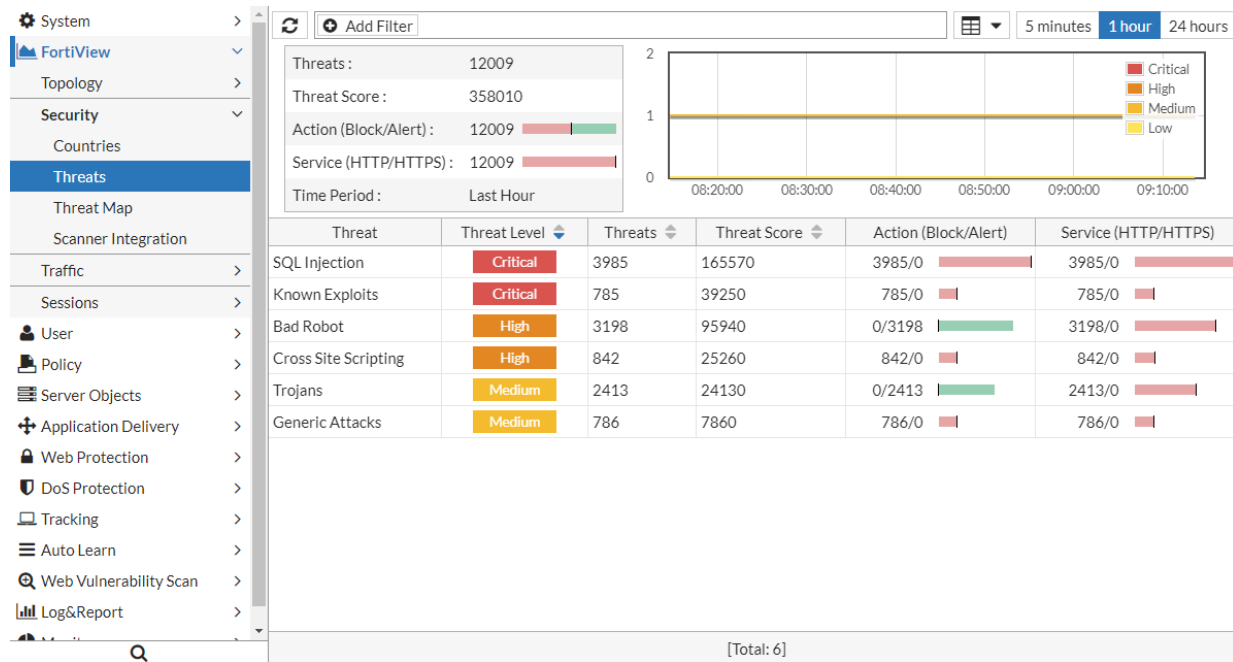 System
FortiView
Topology
Security
Countries
Threats
Threat Map
Scanner Integration
Traffic
Sessions
User
Policy
Server Objects
Application Delivery
Web Protection
DoS Protection
Tracking
Auto Learn
Web Vulnerability Scan
Log&Report
Add Filter
5 minutes 1 hour 24 hours
Threats : 12009
Threat Score : 358010
Action (Block/Alert) : 12009
Service (HTTP/HTTPS) : 12009
Time Period : Last Hour
2
1
0
Critical
High
Medium
Low
08:20:00 08:30:00 08:40:00 08:50:00 09:00:00 09:10:00
Threat Threat Level Threats Threat Score Action (Block/Alert) Service (HTTP/HTTPS)
SQL Injection Critical 3985 165570 3985/0 3985/0
Known Exploits Critical 785 39250 785/0 785/0
Bad Robot High 3198 95940 0/3198 3198/0
Cross Site Scripting High 842 25260 842/0 842/0
Trojans Medium 2413 24130 0/2413 2413/0
Generic Attacks Medium 786 7860 786/0 786/0
[Total: 6]